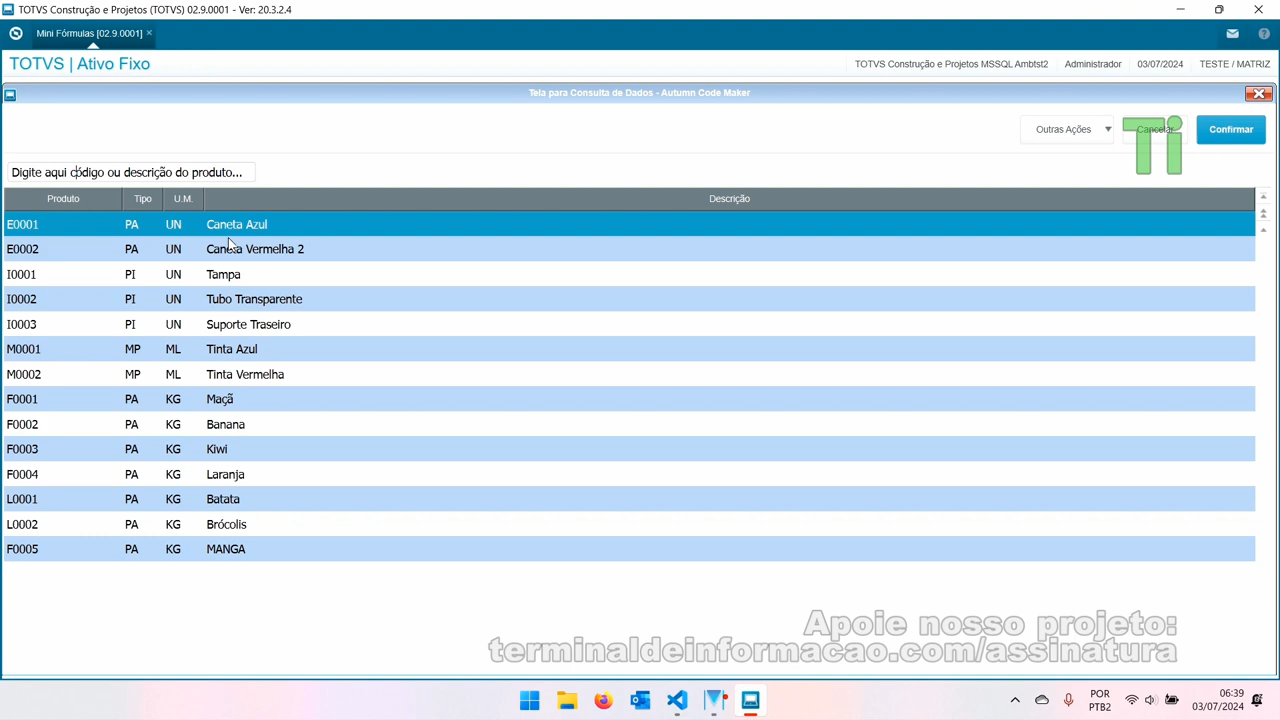 TOTVS Construção e Projetos (TOTVS) 02.9.0001 - Ver: 20.3.2.4
Mini Fórmulas [02.9.0001]
TOTVS | Ativo Fixo
TOTVS Construção e Projetos MSSQL Ambtst2 Administrador 03/07/2024 TESTE / MATRIZ
Tela para Consulta de Dados - Autumn Code Maker
Outras Ações Cancelar Confirmar
Ti
Digite aqui código ou descrição do produto...
Produto Tipo U.M. Descrição
E0001 PA UN Caneta Azul
E0002 PA UN Caneta Vermelha 2
I0001 PI UN Tampa
I0002 PI UN Tubo Transparente
I0003 PI UN Suporte Traseiro
M0001 MP ML Tinta Azul
M0002 MP ML Tinta Vermelha
F0001 PA KG Maçã
F0002 PA KG Banana
F0003 PA KG Kiwi
F0004 PA KG Laranja
L0001 PA KG Batata
L0002 PA KG Brócolis
F0005 PA KG MANGA
Apoie nosso projeto:
terminaldeinformacao.com/assinatura
POR
PTB2
06:39
03/07/2024